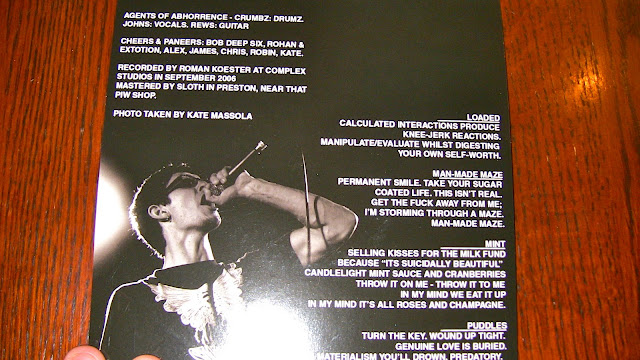 AGENTS OF ABHORRENCE - CRUMBZ: DRUMZ.
JOHNS: VOCALS. REWS: GUITAR
CHEERS & PANEERS: BOB DEEP SIX, ROHAN &
EXTOTION, ALEX, JAMES, CHRIS, ROBIN, KATE.
RECORDED BY ROMAN KOESTER AT COMPLEX
STUDIOS IN SEPTEMBER 2006
MASTERED BY SLOTH IN PRESTON, NEAR THAT
PIW SHOP.
PHOTO TAKEN BY KATE MASSOLA
LOADED
CALCULATED INTERACTIONS PRODUCE
KNEE-JERK REACTIONS.
MANIPULATE/EVALUATE WHILST DIGESTING
YOUR OWN SELF-WORTH.
MAN-MADE MAZE
PERMANENT SMILE. TAKE YOUR SUGAR
COATED LIFE. THIS ISN'T REAL.
GET THE FUCK AWAY FROM ME;
I'M STORMING THROUGH A MAZE.
MAN-MADE MAZE.
MINT
SELLING KISSES FOR THE MILK FUND
BECAUSE "ITS SUICIDALLY BEAUTIFUL"
CANDLELIGHT MINT SAUCE AND CRANBERRIES
THROW IT ON ME - THROW IT TO ME
IN MY MIND WE EAT IT UP
IN MY MIND IT'S ALL ROSES AND CHAMPAGNE.
PUDDLES
TURN THE KEY. WOUND UP TIGHT.
GENUINE LOVE IS BURIED.
MATERIALISM YOU'LL DROWN. PREDATORY.